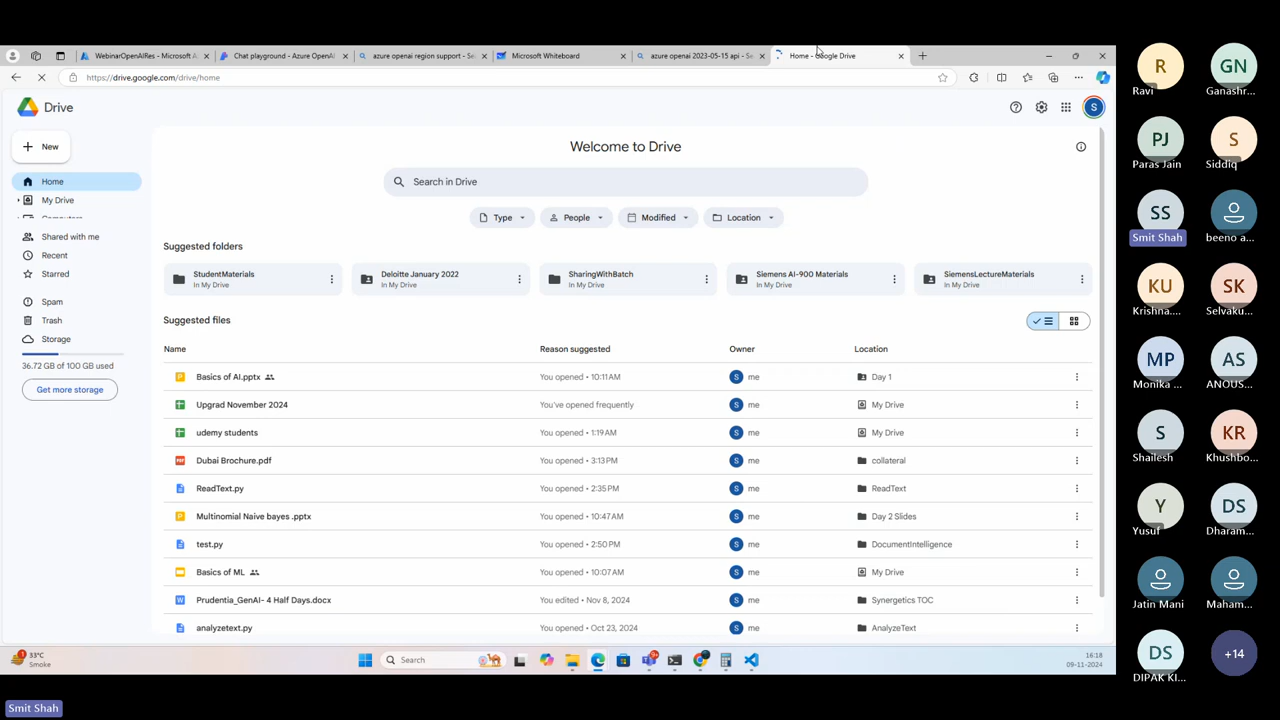 WebinarOpenAIRes - Microsoft A
Chat playground - Azure OpenAI
azure openai region support - Se
Microsoft Whiteboard
azure openai 2023-05-15 api - Se
Home - Google Drive
https://drive.google.com/drive/home
Drive
S
New
Welcome to Drive
Home
My Drive
Search in Drive
Computers
Type
People
Modified
Location
Shared with me
Recent
Starred
Suggested folders
StudentMaterials
In My Drive
Deloitte January 2022
In My Drive
SharingWithBatch
In My Drive
Siemens AI-900 Materials
In My Drive
SiemensLectureMaterials
In My Drive
Spam
Trash
Storage
36.72 GB of 100 GB used
Get more storage
Suggested files
Name Reason suggested Owner Location
Basics of AI.pptx You opened • 10:11 AM S me Day 1
Upgrad November 2024 You've opened frequently S me My Drive
udemy students You opened • 1:19 AM S me My Drive
Dubai Brochure.pdf You opened • 3:13 PM S me collateral
ReadText.py You opened • 2:35 PM S me ReadText
Multinomial Naive bayes .pptx You opened • 10:47 AM S me Day 2 Slides
test.py You opened • 2:50 PM S me DocumentIntelligence
Basics of ML You opened • 10:07 AM S me My Drive
Prudentia_GenAI- 4 Half Days.docx You edited • Nov 8, 2024 S me Synergetics TOC
analyzetext.py You opened • Oct 23, 2024 S me AnalyzeText
33°C
Smoke
Search
16:18
09-11-2024
Smit Shah
R
Ravi
GN
Ganashr...
PJ
Paras Jain
S
Siddiq
SS
Smit Shah
beeno a...
KU
Krishna....
SK
Selvaku...
MP
Monika ...
AS
ANOUS...
S
Shailesh
KR
Khushbo...
Y
Yusuf
DS
Dharam...
Jatin Mani
Maham...
DS
DIPAK KI...
+14